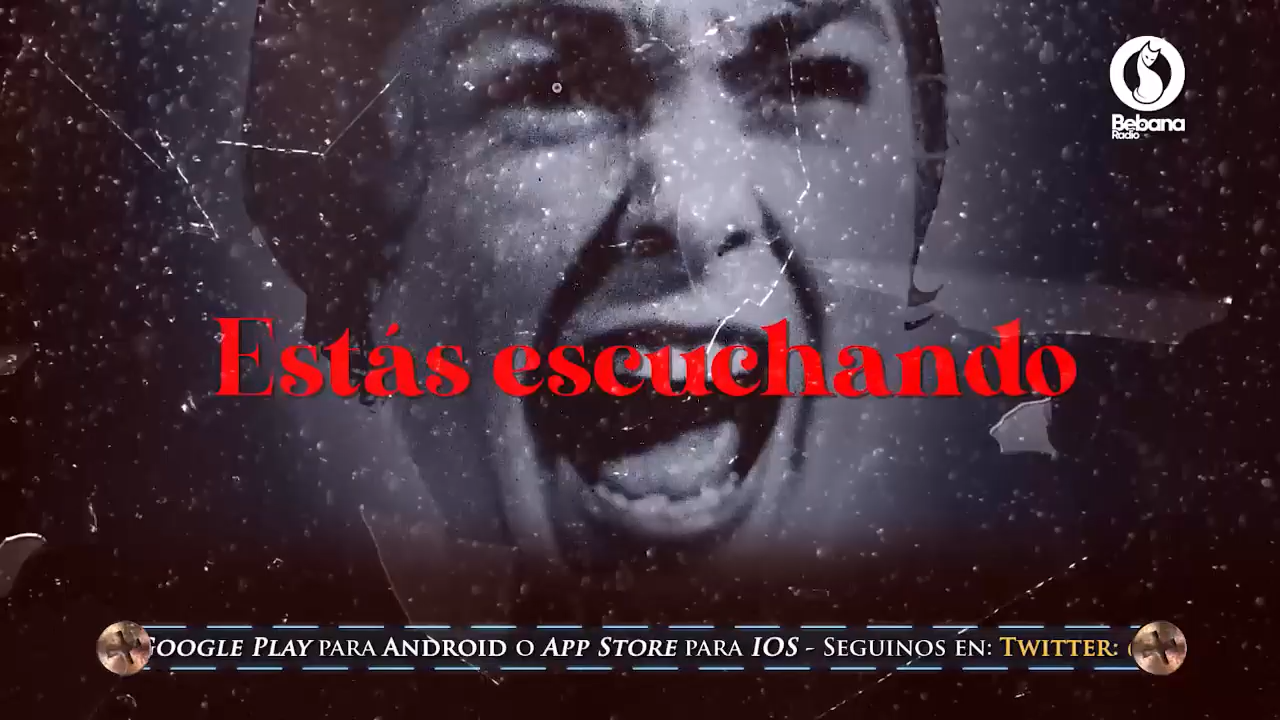 Bebana
Radio
Estás escuchando
GOOGLE PLAY PARA ANDROID O APP STORE PARA IOS - SEGUINOS EN: TWITTER: